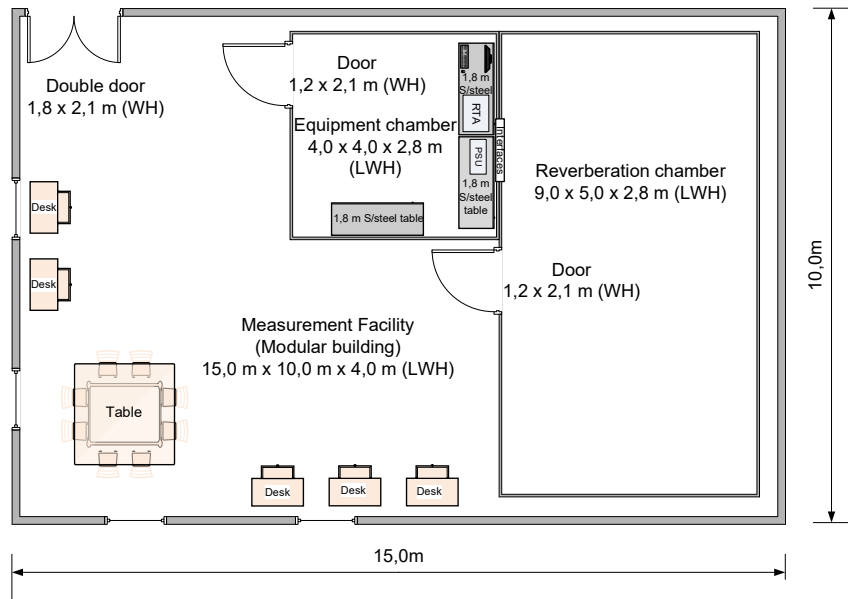 Double door
1,8 x 2,1 m (WH)
Door
1,2 x 2,1 m (WH)
Equipment chamber
4,0 x 4,0 x 2,8 m
(LWH)
1,8 m
S/steel
RTA
PSU
1,8 m
S/steel
table
Interfaces
1,8 m S/steel table
Reverberation chamber
9,0 x 5,0 x 2,8 m (LWH)
Door
1,2 x 2,1 m (WH)
Desk
Desk
Measurement Facility
(Modular building)
15,0 m x 10,0 m x 4,0 m (LWH)
Table
Desk
Desk
Desk
10,0m
15,0m